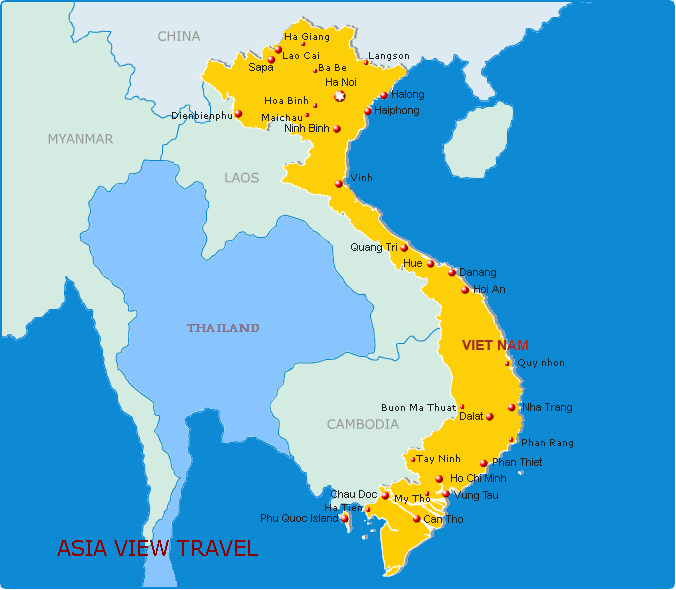 CHINA
Ha Giang
Lao Cai
Langson
Sapa
Ba Be
Ha Noi
Halong
Hoa Binh
Haiphong
Dienbienphu
Maichau
Ninh Binh
MYANMAR
LAOS
Vinh
Quang Tri
Hue
Danang
Hoi An
THAILAND
VIET NAM
Quy nhon
Buon Ma Thuat
Nha Trang
Dalat
CAMBODIA
Phan Rang
Tay Ninh
Phan Thiet
Ho Chi Minh
Chau Doc
My Tho
Vung Tau
Ha Tien
Phu Quoc Island
Can Tho
ASIA VIEW TRAVEL